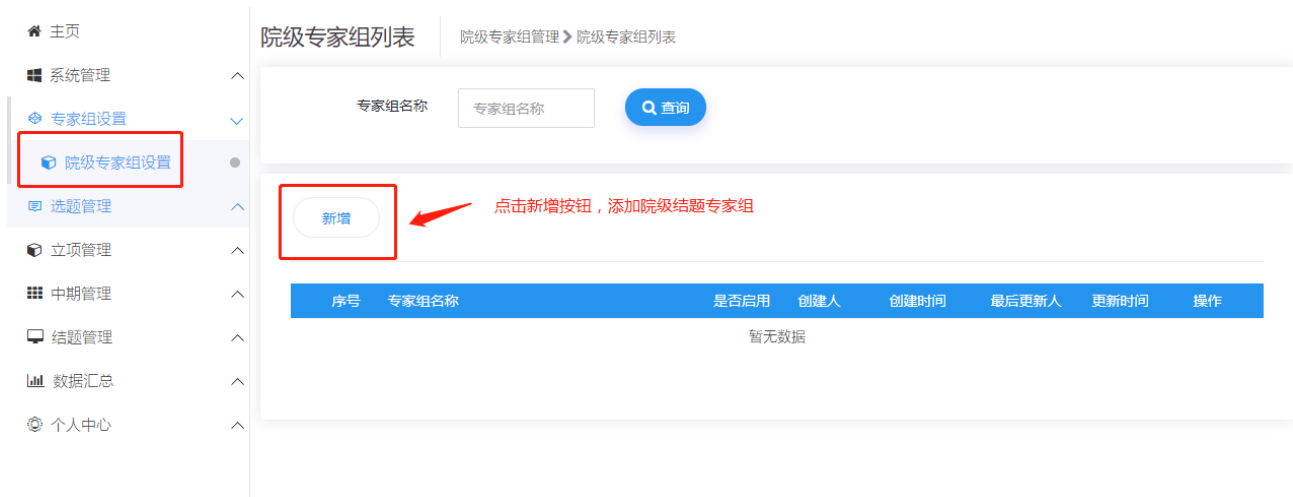 主页
系统管理
专家组设置
院级专家组设置
选题管理
立项管理
中期管理
结题管理
数据汇总
个人中心
院级专家组列表 院级专家组管理 > 院级专家组列表
专家组名称 专家组名称 查询
新增 点击新增按钮，添加院级结题专家组
序号 专家组名称 是否启用 创建人 创建时间 最后更新人 更新时间 操作
暂无数据